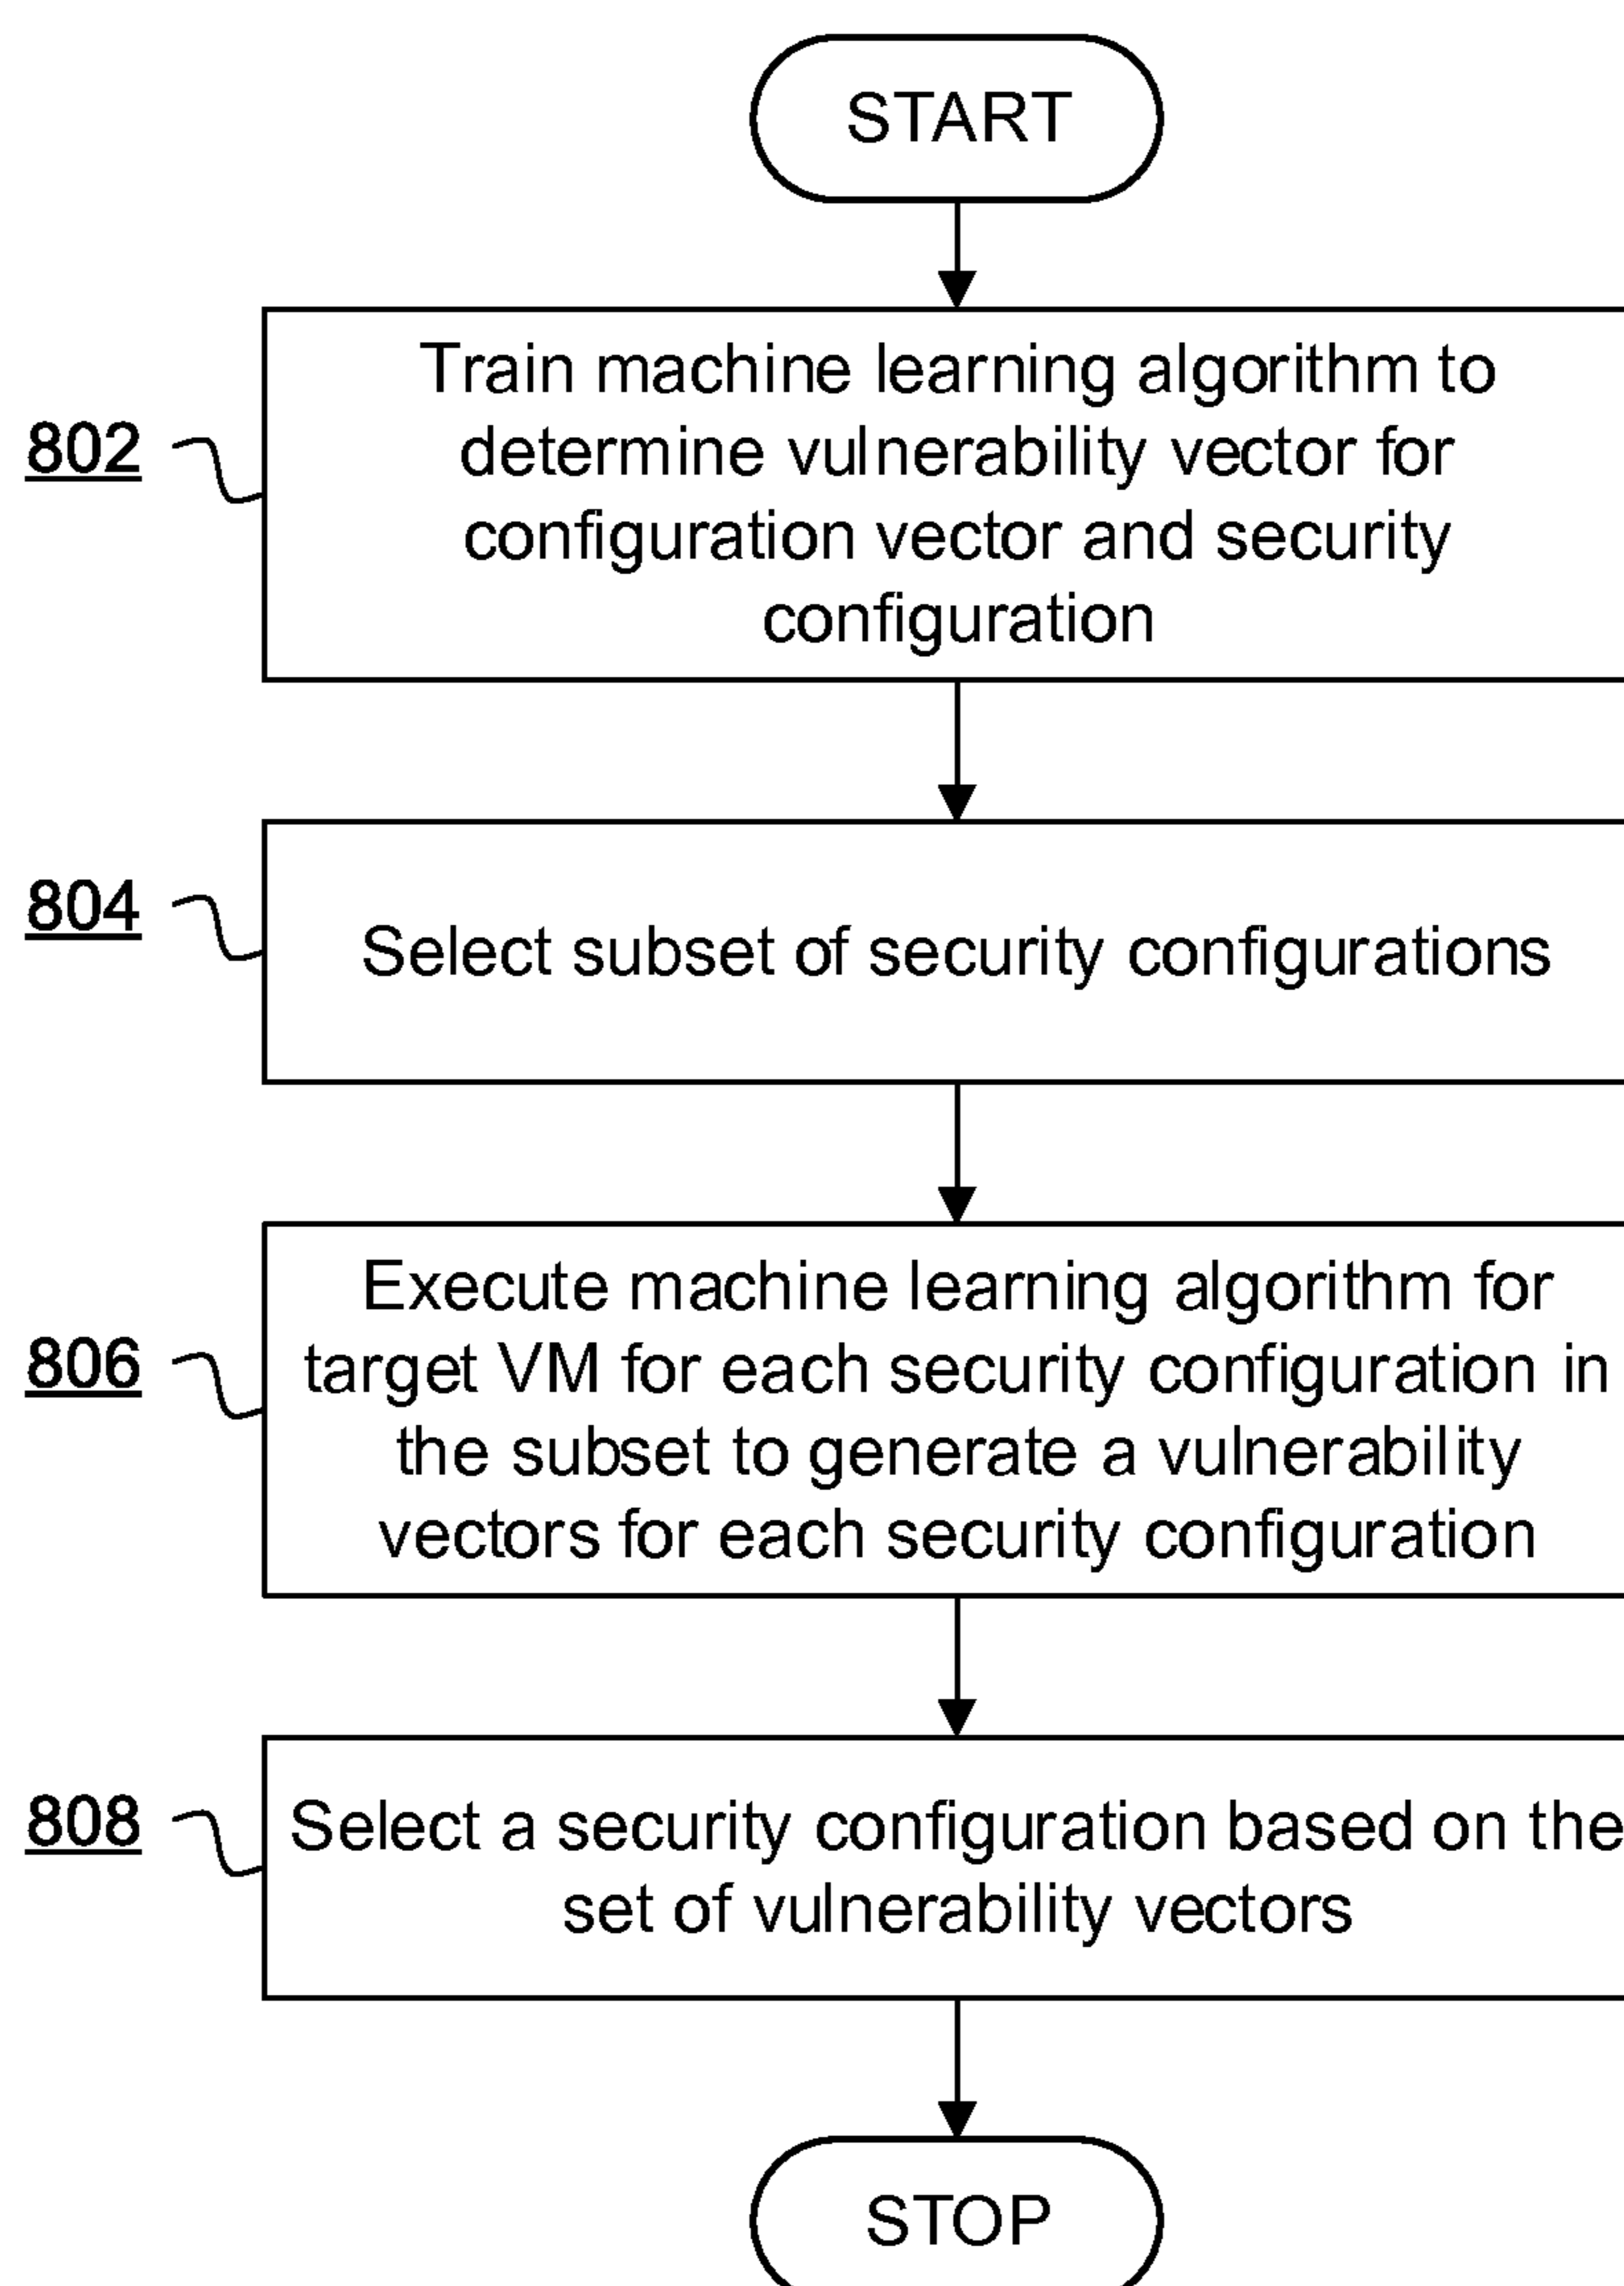 START
802
Train machine learning algorithm to
determine vulnerability vector for
configuration vector and security
configuration
804
Select subset of security configurations
806
Execute machine learning algorithm for
target VM for each security configuration in
the subset to generate a vulnerability
vectors for each security configuration
808
Select a security configuration based on the
set of vulnerability vectors
STOP